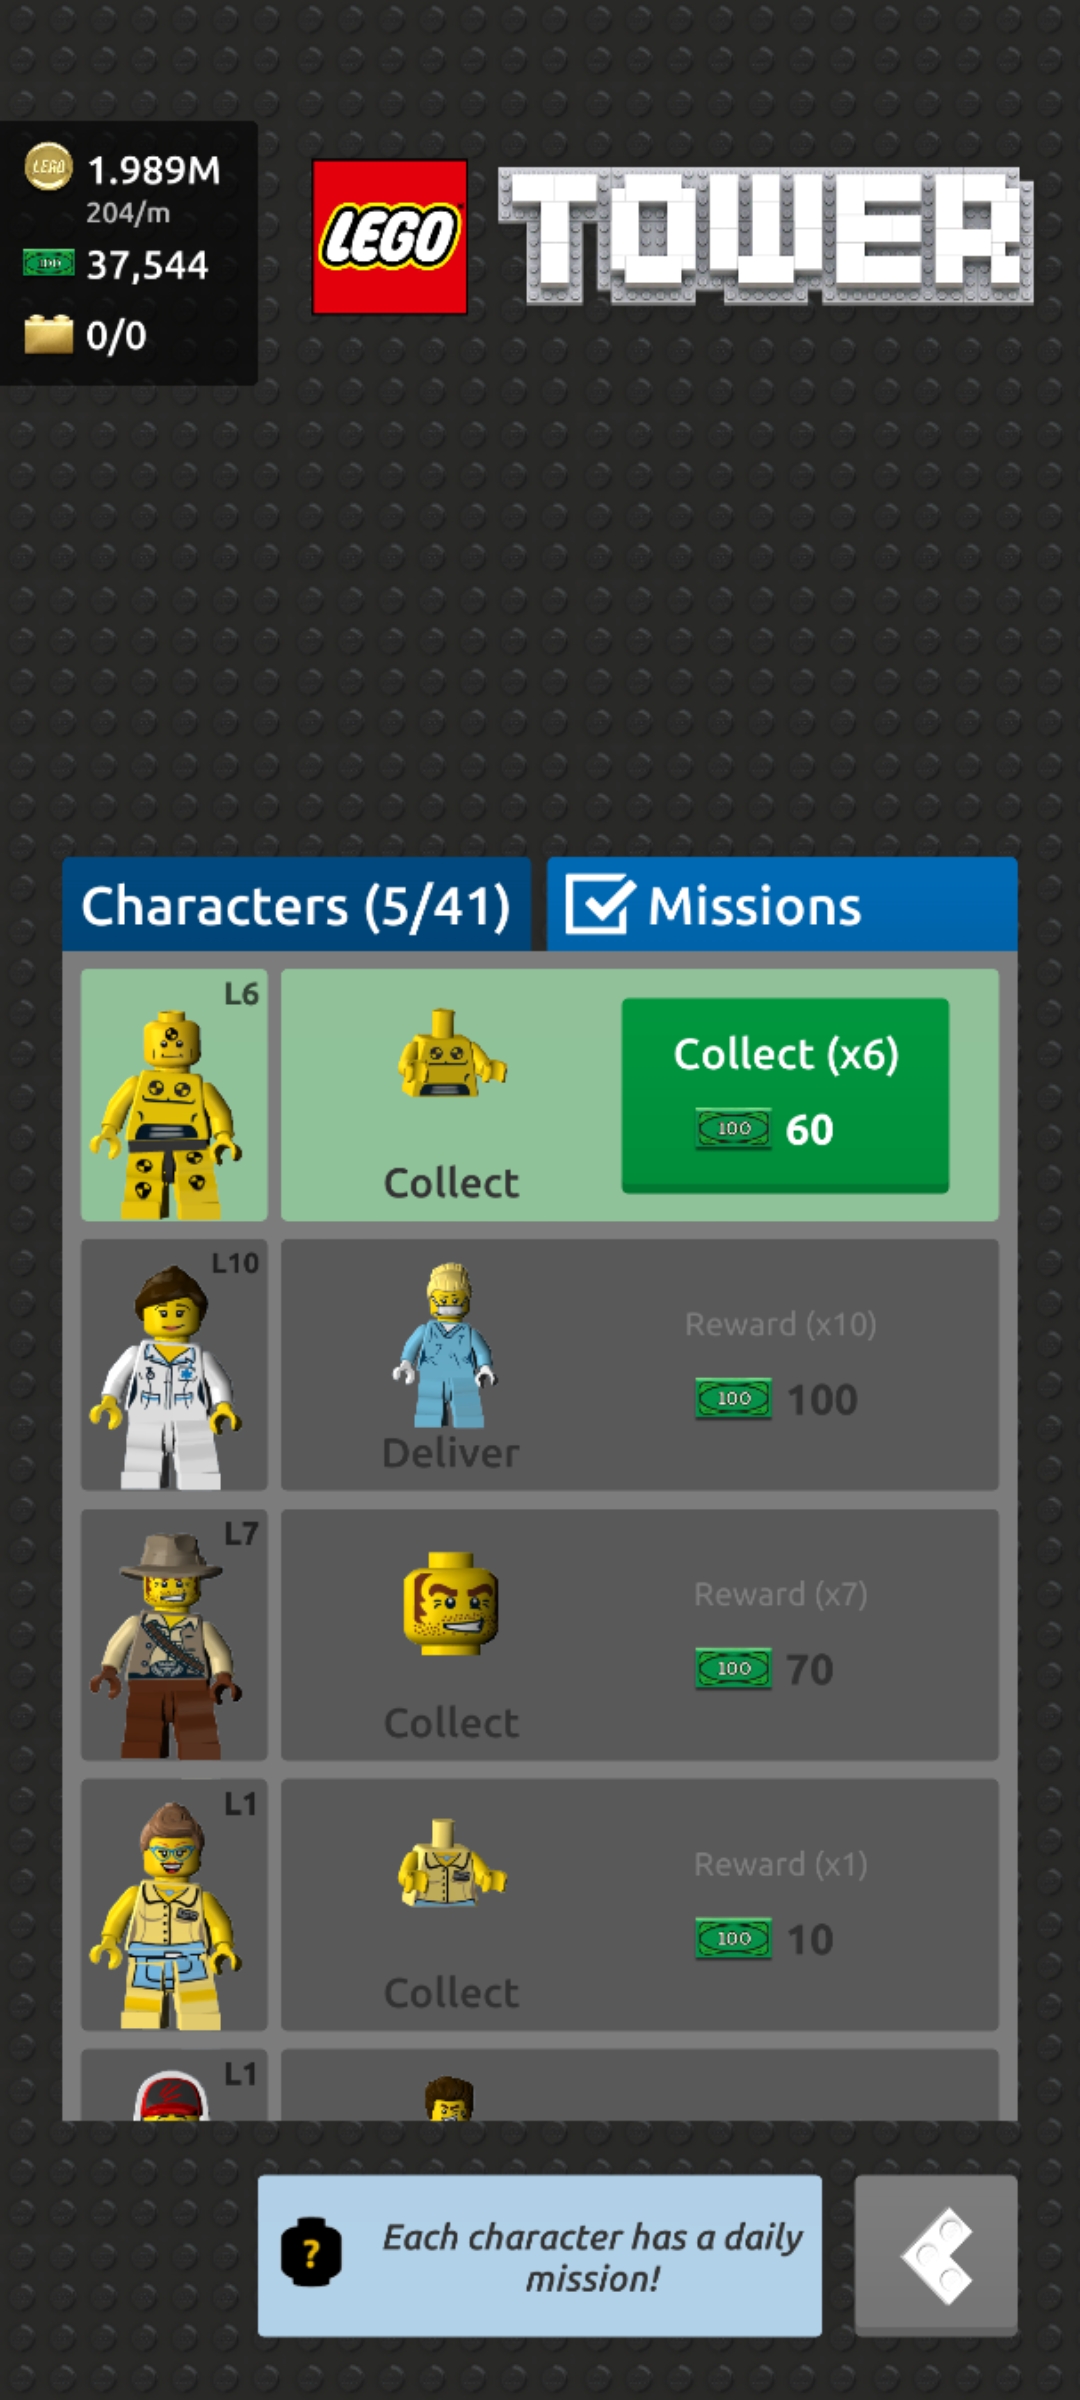 LEGO
1.989M
204/m
100
37,544
0/0
LEGO
TOWER
Characters (5/41)
Missions
L6
Collect (x6)
100
60
Collect
L10
Reward (x10)
100
100
Deliver
L7
Reward (x7)
100
70
Collect
L1
Reward (x1)
100
10
Collect
L1
?
Each character has a daily
mission!